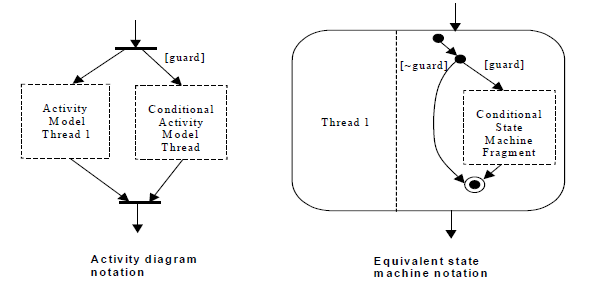 [guard]
Activity
Model
Thread 1
Conditional
Activity
Model
Thread
Activity diagram
notation
[~guard]
[guard]
Thread 1
Conditional
State
Machine
Fragment
Equivalent state
machine notation